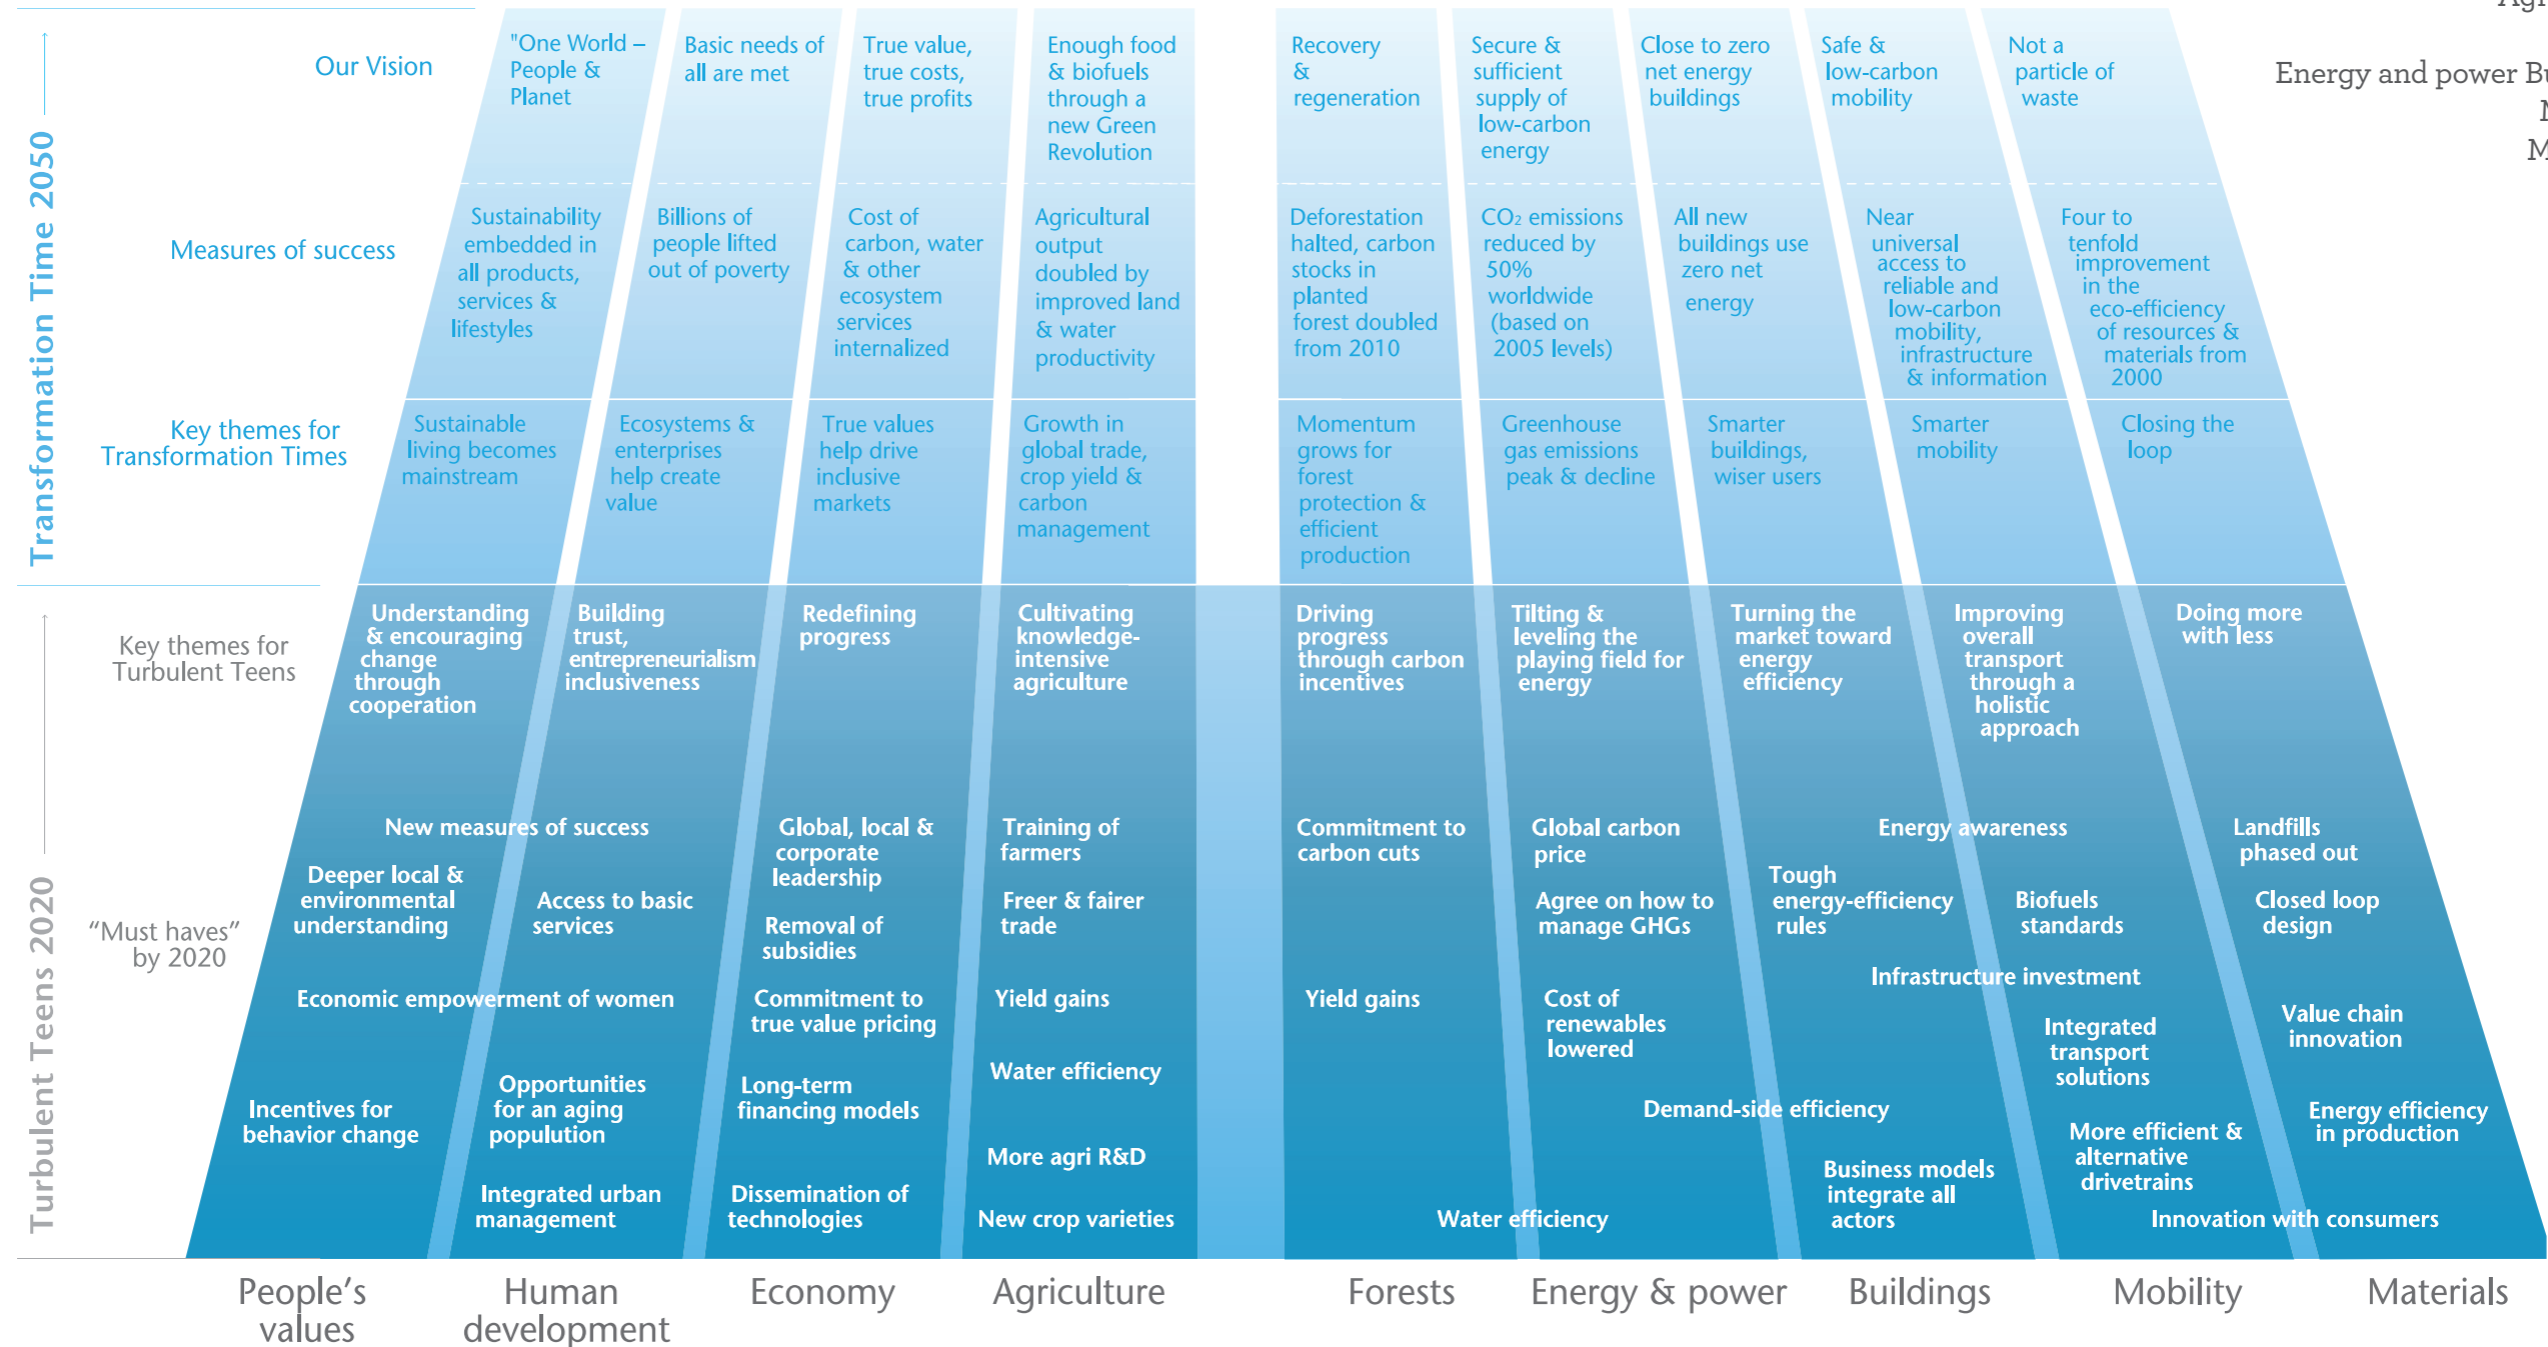 Agr
Energy and power Bu
M
M
Transformation Time 2050
Our Vision
"One World –
People &
Planet
Basic needs of
all are met
True value,
true costs,
true profits
Enough food
& biofuels
through a
new Green
Revolution
Recovery
&
regeneration
Secure &
sufficient
supply of
low-carbon
energy
Close to zero
net energy
buildings
Safe &
low-carbon
mobility
Not a
particle of
waste
Measures of success
Sustainability
embedded in
all products,
services &
lifestyles
Billions of
people lifted
out of poverty
Cost of
carbon, water
& other
ecosystem
services
internalized
Agricultural
output
doubled by
improved land
& water
productivity
Deforestation
halted, carbon
stocks in
planted
forest doubled
from 2010
CO₂ emissions
reduced by
50%
worldwide
(based on
2005 levels)
All new
buildings use
zero net
energy
Near
universal
access to
reliable and
low-carbon
mobility,
infrastructure
& information
Four to
tenfold
improvement
in the
eco-efficiency
of resources &
materials from
2000
Key themes for
Transformation Times
Sustainable
living becomes
mainstream
Ecosystems &
enterprises
help create
value
True values
help drive
inclusive
markets
Growth in
global trade,
crop yield &
carbon
management
Momentum
grows for
forest
protection &
efficient
production
Greenhouse
gas emissions
peak & decline
Smarter
buildings,
wiser users
Smarter
mobility
Closing the
loop
Turbulent Teens 2020
Key themes for
Turbulent Teens
Understanding
& encouraging
change
through
cooperation
Building
trust,
entrepreneurialism
inclusiveness
Redefining
progress
Cultivating
knowledge-
intensive
agriculture
Driving
progress
through carbon
incentives
Tilting &
leveling the
playing field for
energy
Turning the
market toward
energy
efficiency
Improving
overall
transport
through a
holistic
approach
Doing more
with less
“Must haves”
by 2020
New measures of success
Deeper local &
environmental
understanding
Access to basic
services
Economic empowerment of women
Incentives for
behavior change
Opportunities
for an aging
population
Integrated urban
management
Global, local &
corporate
leadership
Removal of
subsidies
Commitment to
true value pricing
Long-term
financing models
Dissemination of
technologies
Training of
farmers
Freer & fairer
trade
Yield gains
Water efficiency
More agri R&D
New crop varieties
Commitment to
carbon cuts
Yield gains
Water efficiency
Global carbon
price
Agree on how to
manage GHGs
Cost of
renewables
lowered
Demand-side efficiency
Energy awareness
Tough
energy-efficiency
rules
Infrastructure investment
Business models
integrate all
actors
Biofuels
standards
Integrated
transport
solutions
More efficient &
alternative
drivetrains
Innovation with consumers
Landfills
phased out
Closed loop
design
Value chain
innovation
Energy efficiency
in production
People’s
values
Human
development
Economy
Agriculture
Forests
Energy & power
Buildings
Mobility
Materials